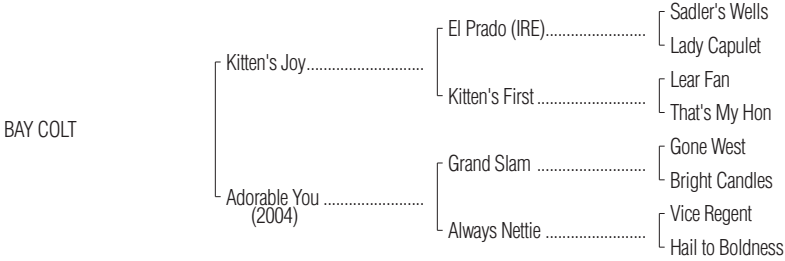 Sadler's Wells
El Prado (IRE)........................
Lady Capulet
Kitten's Joy............................
Lear Fan
Kitten's First ..........................
That's My Hon
BAY COLT
Gone West
Grand Slam ..........................
Bright Candles
Adorable You ........................
(2004)
Vice Regent
Always Nettie ........................
Hail to Boldness